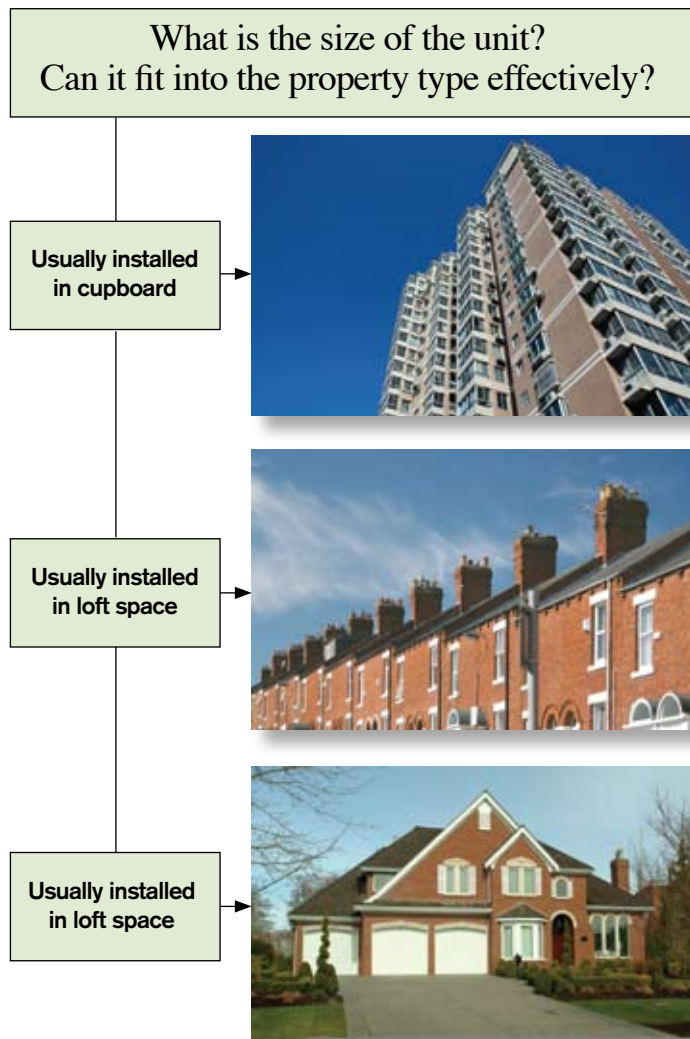 What is the size of the unit?
Can it fit into the property type effectively?
Usually installed
in cupboard
Usually installed
in loft space
Usually installed
in loft space